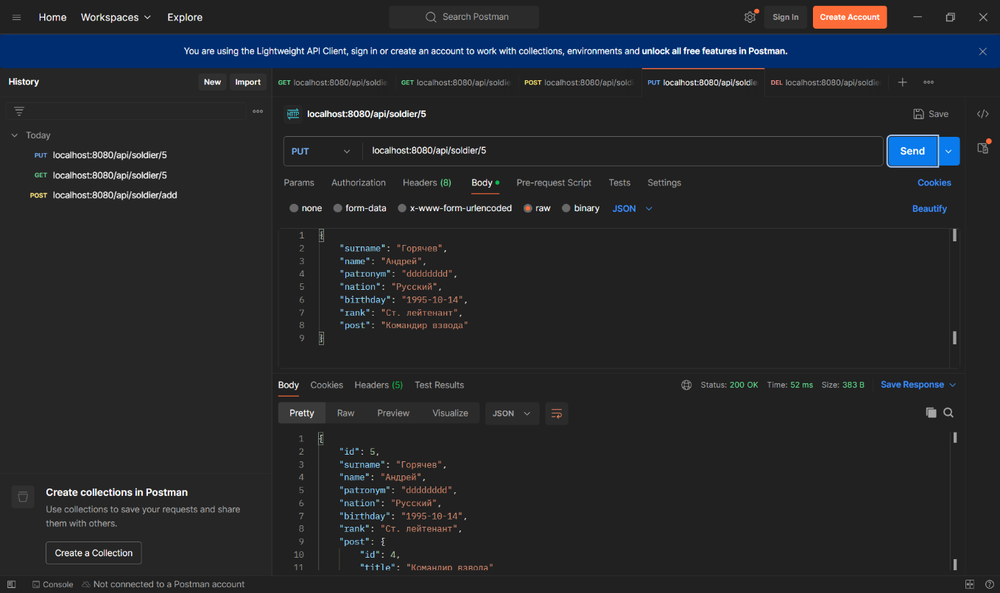 Home Workspaces Explore Search Postman Sign In Create Account
You are using the Lightweight API Client, sign in or create an account to work with collections, environments and unlock all free features in Postman.
History New Import
GET localhost:8080/api/soldie GET localhost:8080/api/soldie POST localhost:8080/api/sold PUT localhost:8080/api/soldie DEL localhost:8080/api/soldie
HTTP localhost:8080/api/soldier/5 Save
Today
PUT localhost:8080/api/soldier/5
GET localhost:8080/api/soldier/5
POST localhost:8080/api/soldier/add
PUT localhost:8080/api/soldier/5 Send
Params Authorization Headers (8) Body Pre-request Script Tests Settings Cookies
none form-data x-www-form-urlencoded raw binary JSON Beautify
1 {
2 "surname": "Горячев",
3 "name": "Андрей",
4 "patronym": "dddddddd",
5 "nation": "Русский",
6 "birthday": "1995-10-14",
7 "rank": "Ст. лейтенант",
8 "post": "Командир взвода"
9 }
Body Cookies Headers (5) Test Results Status: 200 OK Time: 52 ms Size: 383 B Save Response
Pretty Raw Preview Visualize JSON
1 {
2 "id": 5,
3 "surname": "Горячев",
4 "name": "Андрей",
5 "patronym": "dddddddd",
6 "nation": "Русский",
7 "birthday": "1995-10-14",
8 "rank": "Ст. лейтенант",
9 "post": {
10 "id": 4,
11 "title": "Командир взвода"
Create collections in Postman
Use collections to save your requests and share
them with others.
Create a Collection
Console Not connected to a Postman account